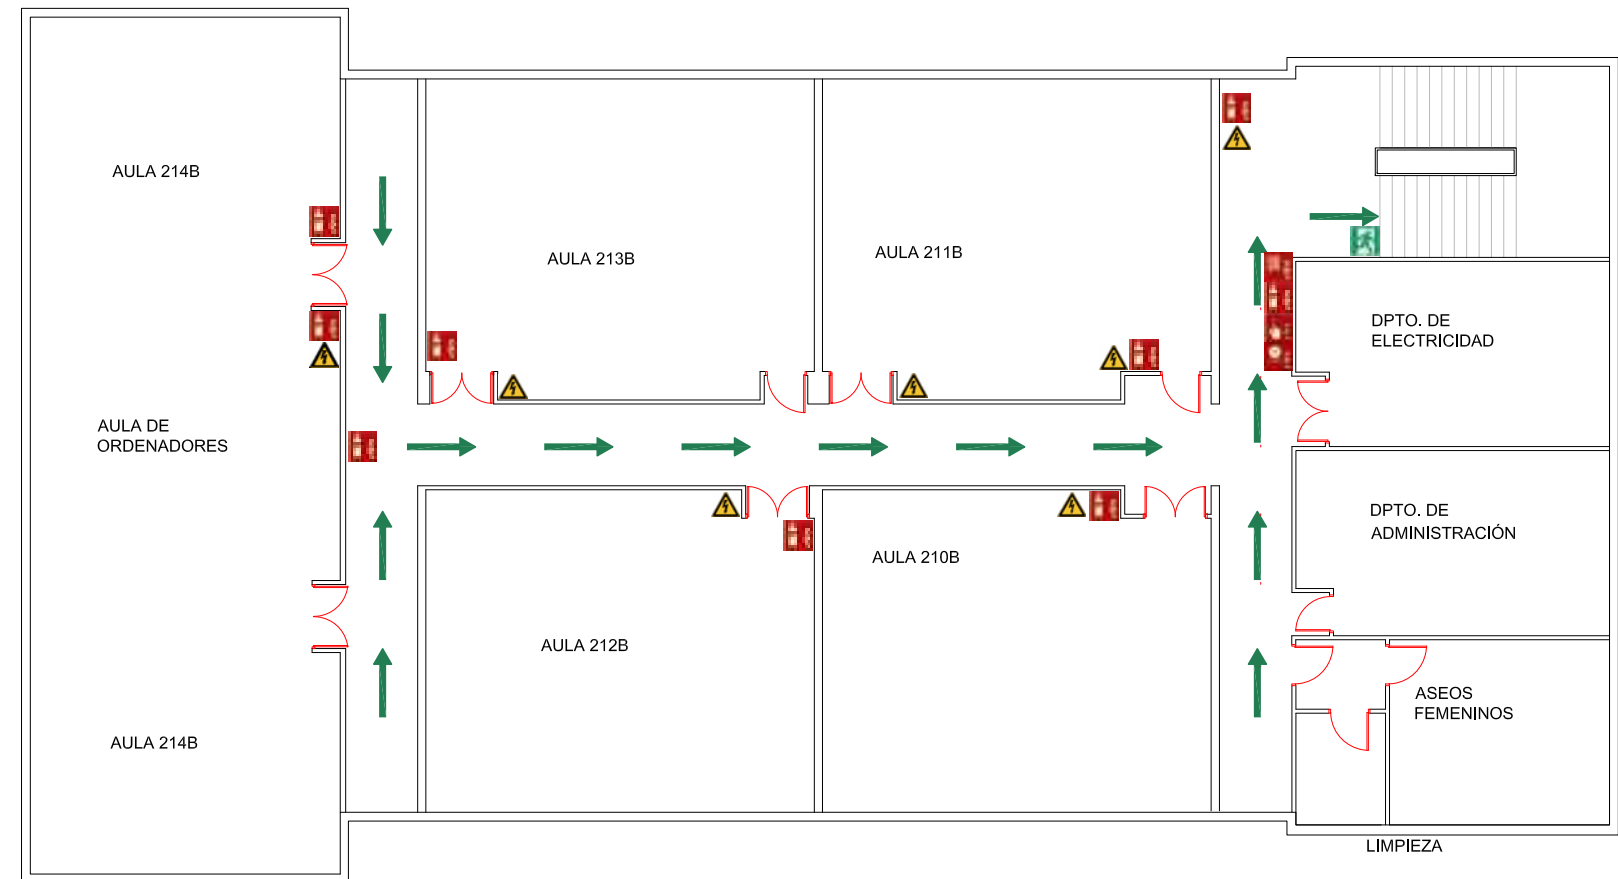 AULA 214B
AULA 213B
AULA 211B
DPTO. DE
ELECTRICIDAD
AULA DE
ORDENADORES
DPTO. DE
ADMINISTRACIÓN
AULA 210B
AULA 212B
ASEOS
FEMENINOS
AULA 214B
LIMPIEZA